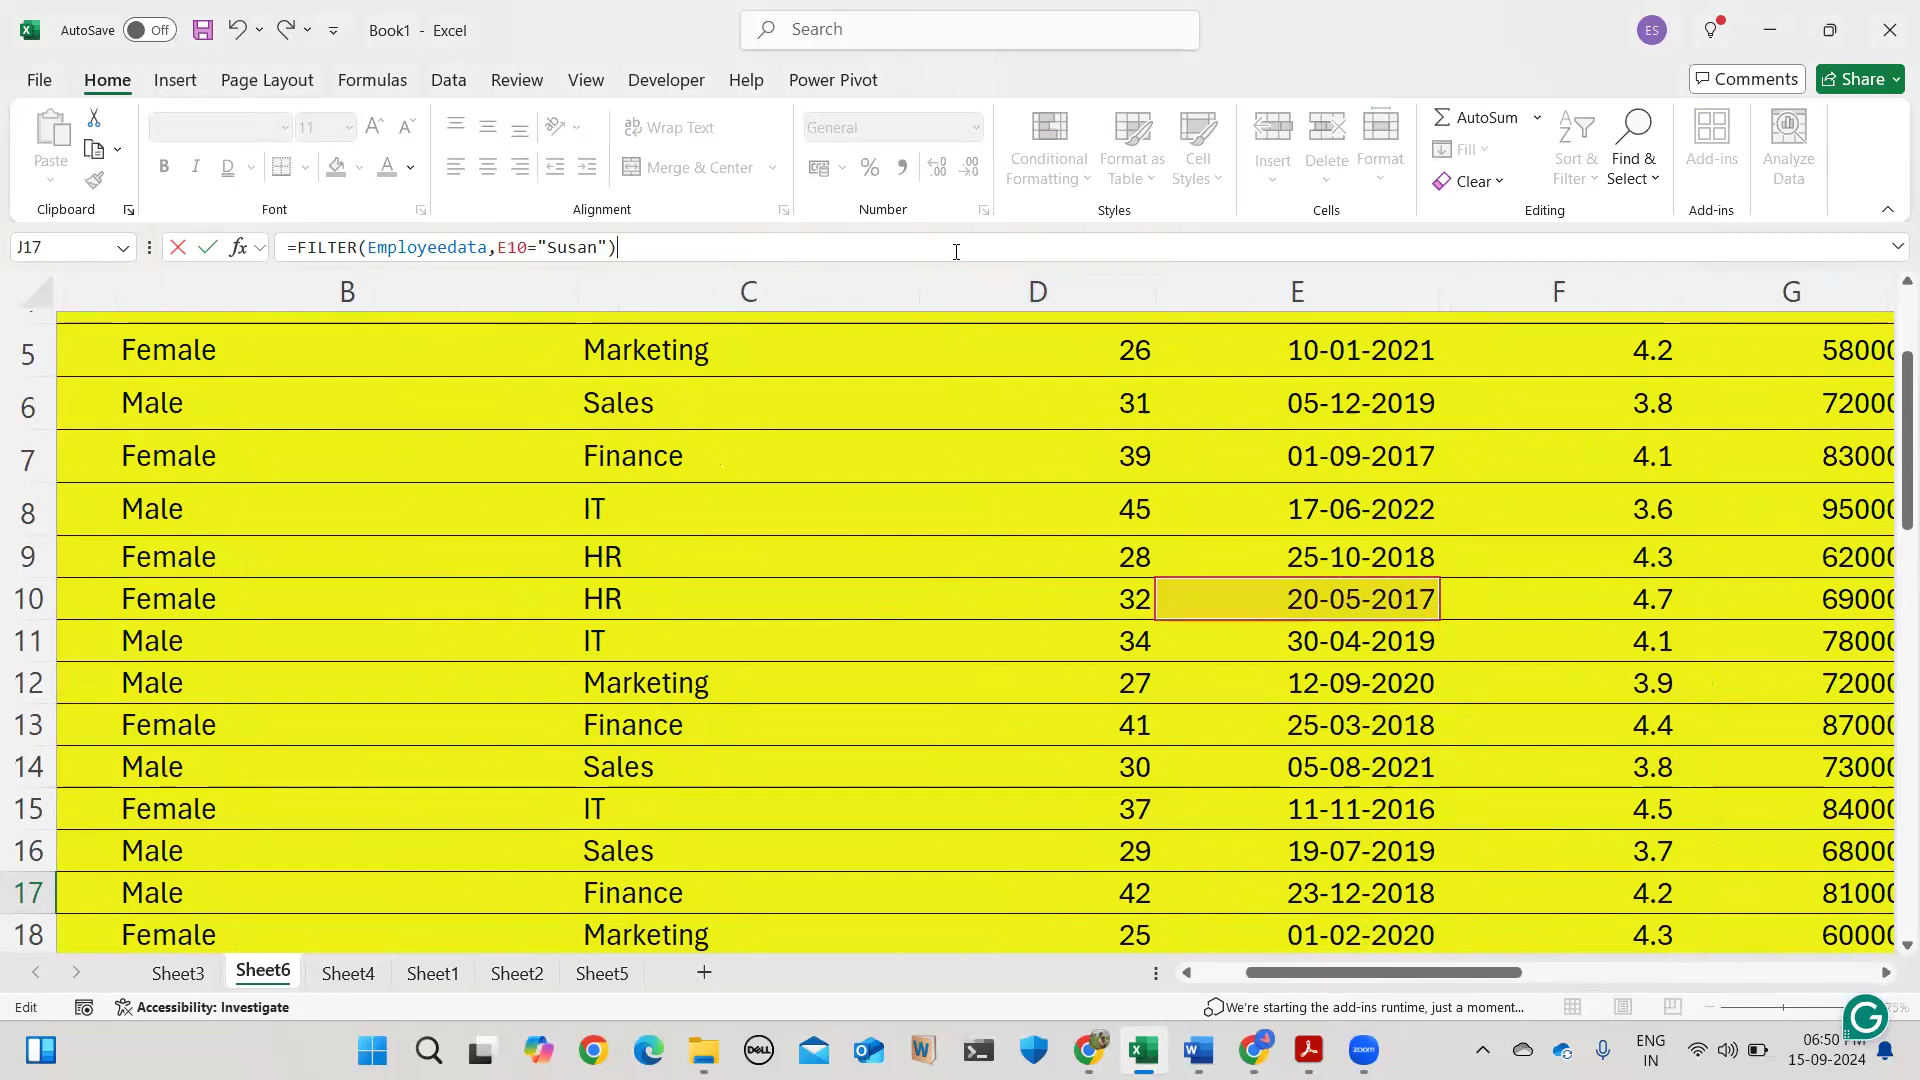 AutoSave Off Book1 - Excel Search ES
File Home Insert Page Layout Formulas Data Review View Developer Help Power Pivot Comments Share
Paste 11 B I D A ab Wrap Text Merge & Center General % Conditional Formatting Format as Table Cell Styles Insert Delete Format AutoSum Fill Clear Sort & Filter Find & Select Add-ins Analyze Data
Clipboard Font Alignment Number Styles Cells Editing Add-ins
J17 fx =FILTER(Employeedata,E10="Susan")
B C D E F G
5 Female Marketing 26 10-01-2021 4.2 58000
6 Male Sales 31 05-12-2019 3.8 72000
7 Female Finance 39 01-09-2017 4.1 83000
8 Male IT 45 17-06-2022 3.6 95000
9 Female HR 28 25-10-2018 4.3 62000
10 Female HR 32 20-05-2017 4.7 69000
11 Male IT 34 30-04-2019 4.1 78000
12 Male Marketing 27 12-09-2020 3.9 72000
13 Female Finance 41 25-03-2018 4.4 87000
14 Male Sales 30 05-08-2021 3.8 73000
15 Female IT 37 11-11-2016 4.5 84000
16 Male Sales 29 19-07-2019 3.7 68000
17 Male Finance 42 23-12-2018 4.2 81000
18 Female Marketing 25 01-02-2020 4.3 60000
Sheet3 Sheet6 Sheet4 Sheet1 Sheet2 Sheet5
Edit Accessibility: Investigate We're starting the add-ins runtime, just a moment...
DELL W zoom ENG 06:50
IN 15-09-2024